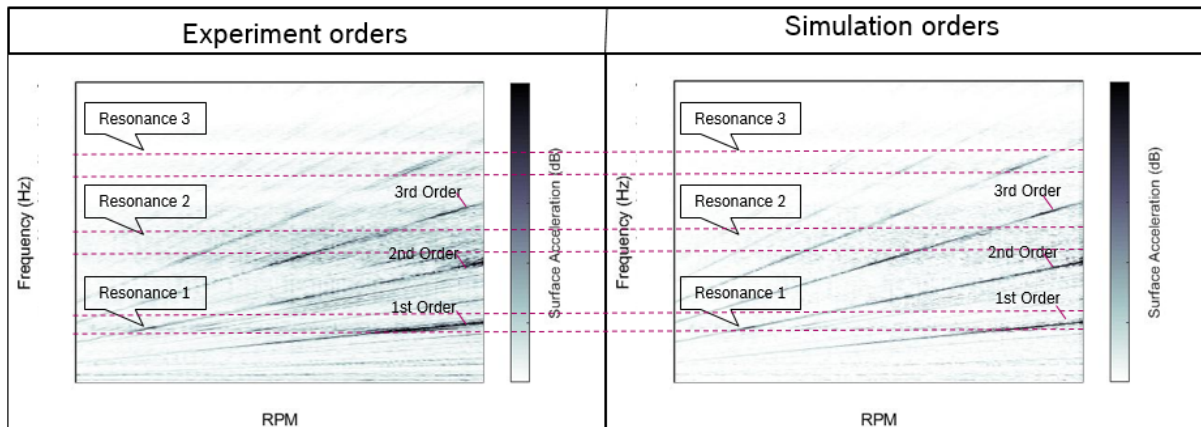 Experiment orders
Simulation orders
Frequency (Hz)
Resonance 3
Resonance 2
Resonance 1
3rd Order
2nd Order
1st Order
RPM
Surface Acceleration (dB)
Frequency (Hz)
Resonance 3
Resonance 2
Resonance 1
3rd Order
2nd Order
1st Order
RPM
Surface Acceleration (dB)